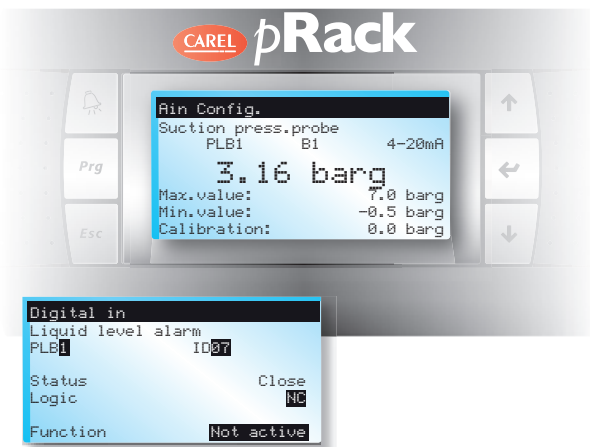 CAREL pRack
Ain Config.
Suction press.probe
PLB1 B1 4-20mA
3.16 barg
Max.value: 7.0 barg
Min.value: -0.5 barg
Calibration: 0.0 barg
Prg
Esc
Digital in
Liquid level alarm
PLB1 ID07
Status Close
Logic NC
Function Not active